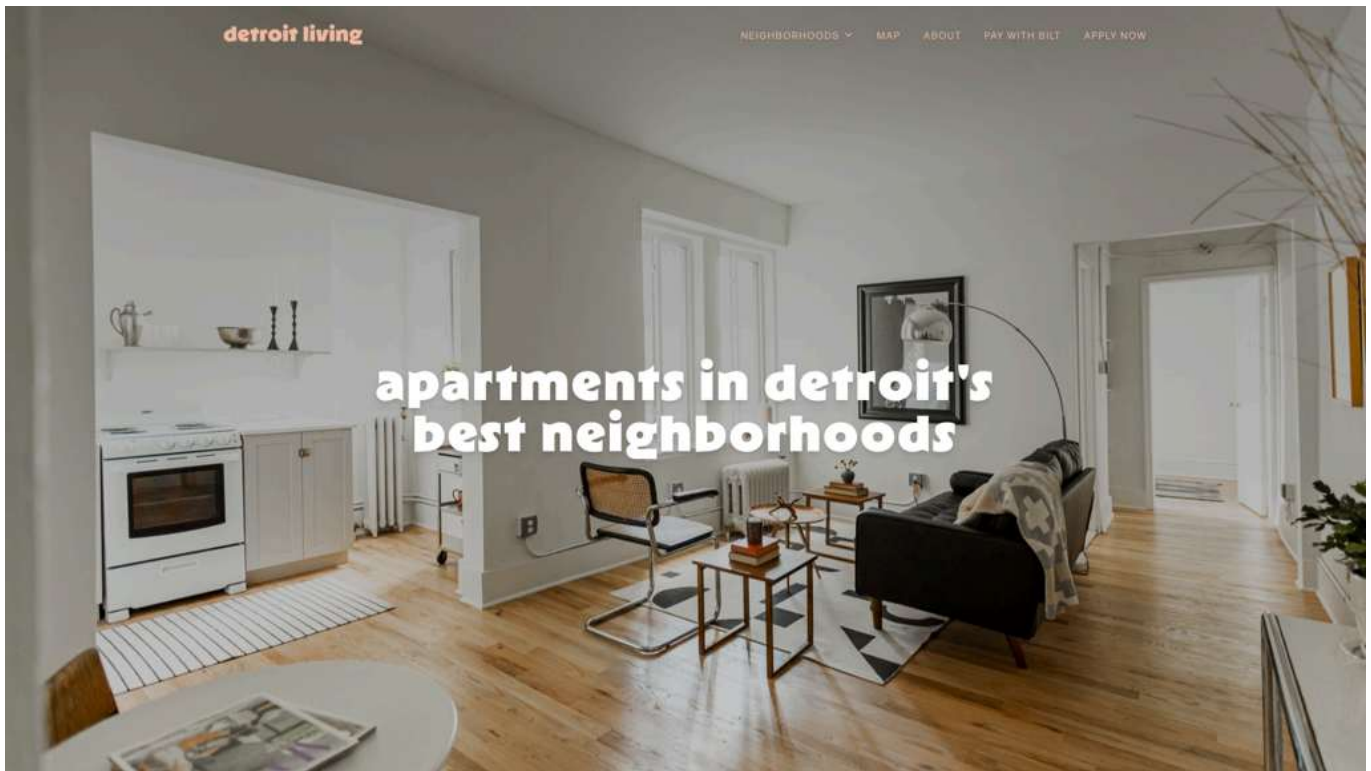 detroit living
NEIGHBORHOODS
MAP
ABOUT
PAY WITH BILT
APPLY NOW
apartments in detroit's
best neighborhoods